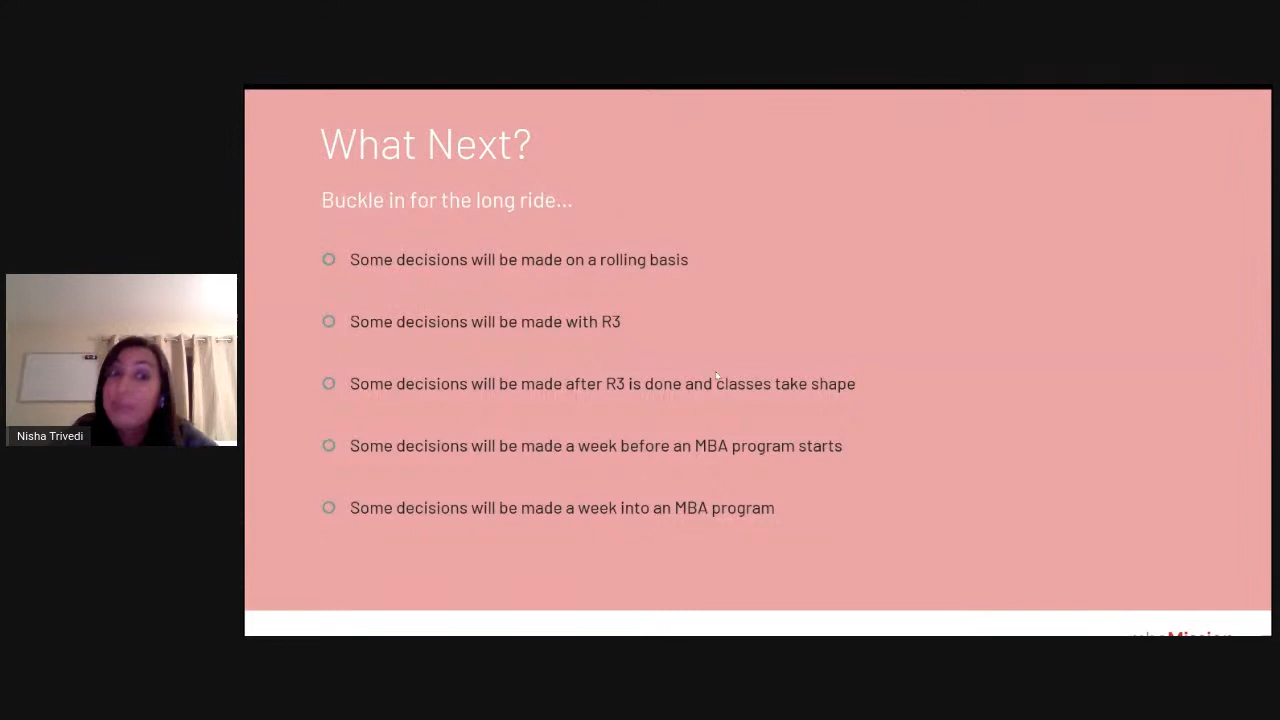 What Next?
Buckle in for the long ride...
Some decisions will be made on a rolling basis
Some decisions will be made with R3
Some decisions will be made after R3 is done and classes take shape
Some decisions will be made a week before an MBA program starts
Some decisions will be made a week into an MBA program
Nisha Trivedi